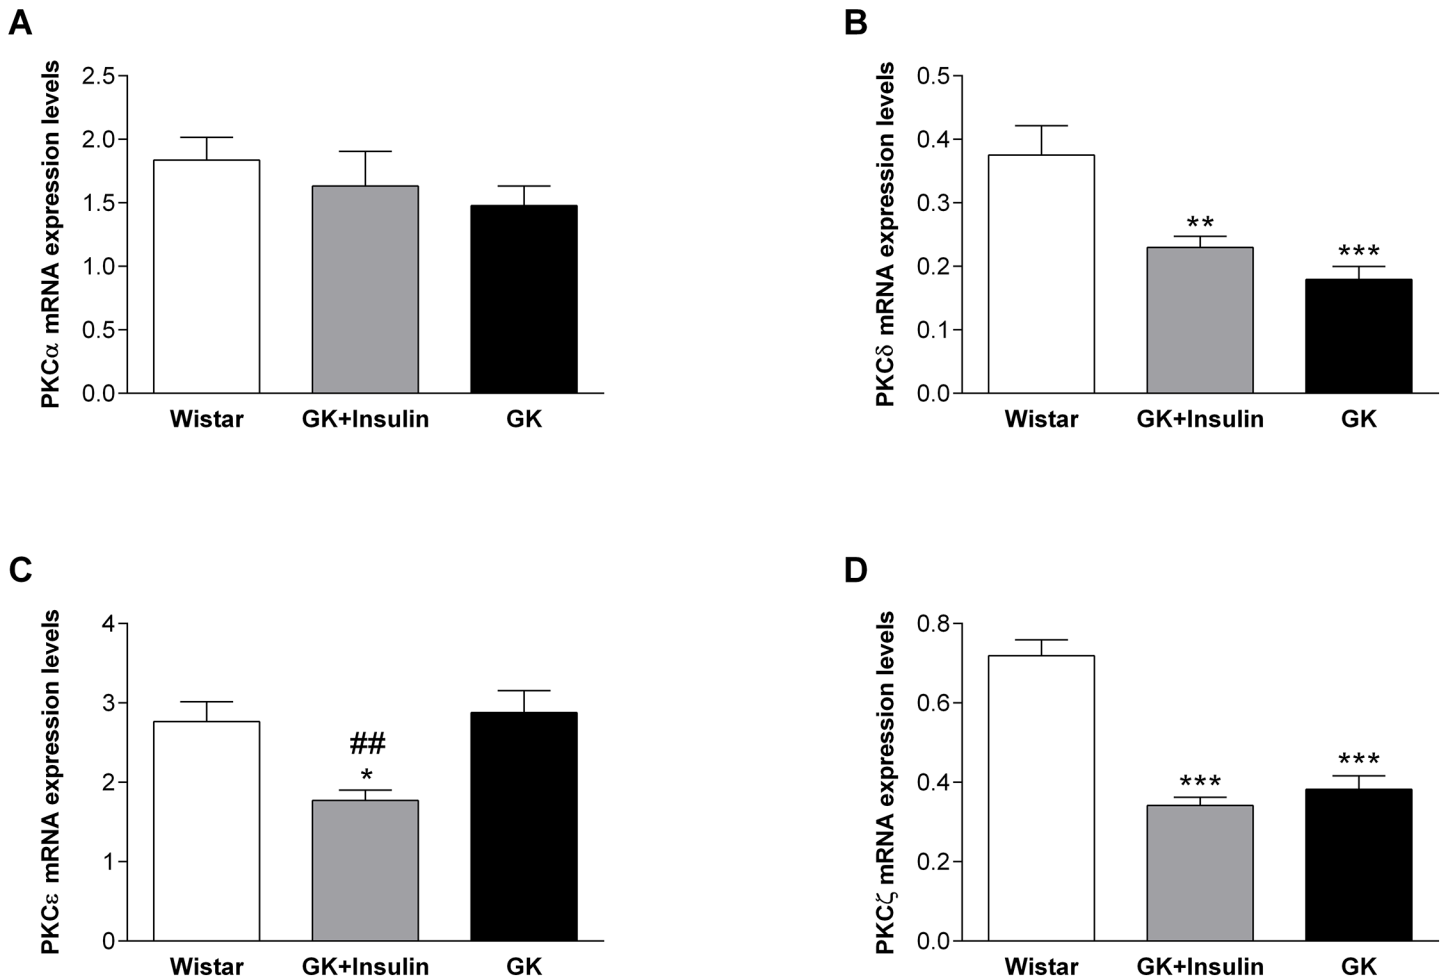 A
PKCα mRNA expression levels
2.5
2.0
1.5
1.0
0.5
0.0
Wistar GK+Insulin GK
B
PKCδ mRNA expression levels
0.5
0.4
0.3
0.2
0.1
0.0
**
***
Wistar GK+Insulin GK
C
PKCε mRNA expression levels
4
3
2
1
0
##
*
Wistar GK+Insulin GK
D
PKCζ mRNA expression levels
0.8
0.6
0.4
0.2
0.0
***
***
Wistar GK+Insulin GK